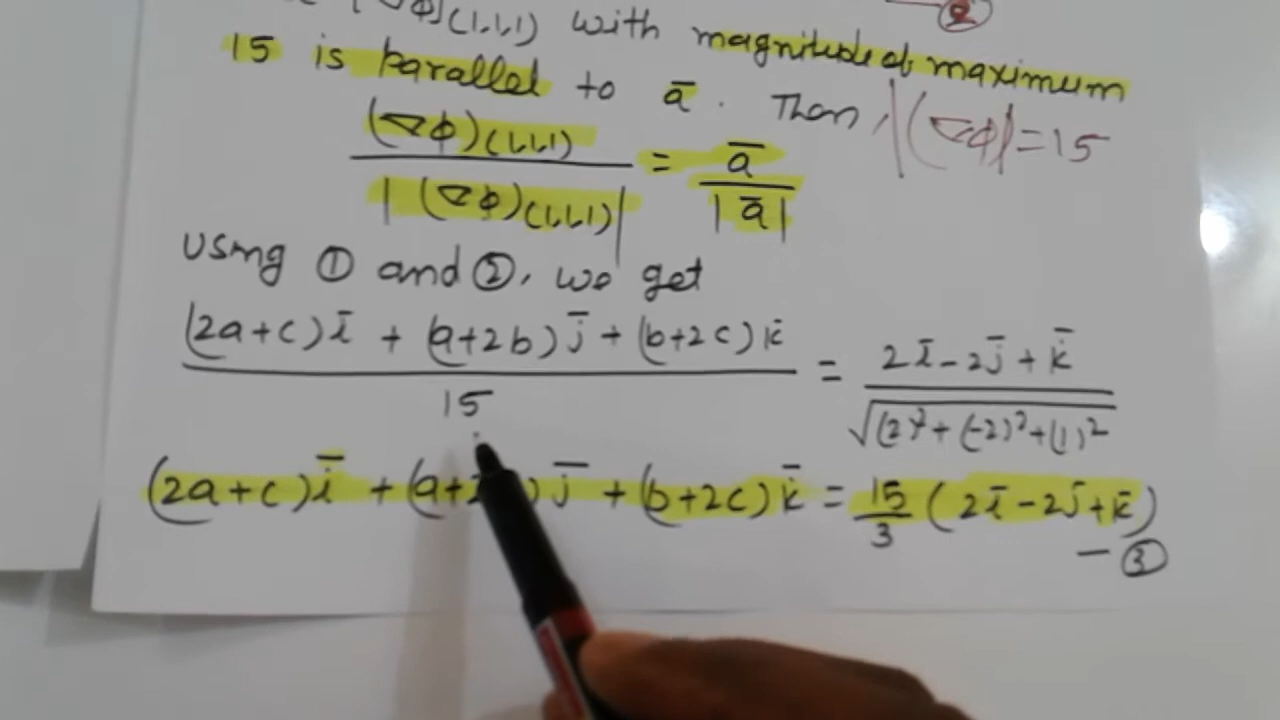 (∇φ)(1,1,1) with magnitude of maximum ②
15 is parallel to ā. Then, |(∇φ)|=15
(∇φ)(1,1,1) / |(∇φ)(1,1,1)| = ā / |ā|
Using ① and ②, we get
((2a+c)ī + (a+2b)j̄ + (b+2c)k̄) / 15 = (2ī-2j̄+k̄) / √((2)²+(-2)²+(1)²)
(2a+c)ī + (a+2 )j̄ + (b+2c)k̄ = 15/3 (2ī-2j̄+k̄)
— ③